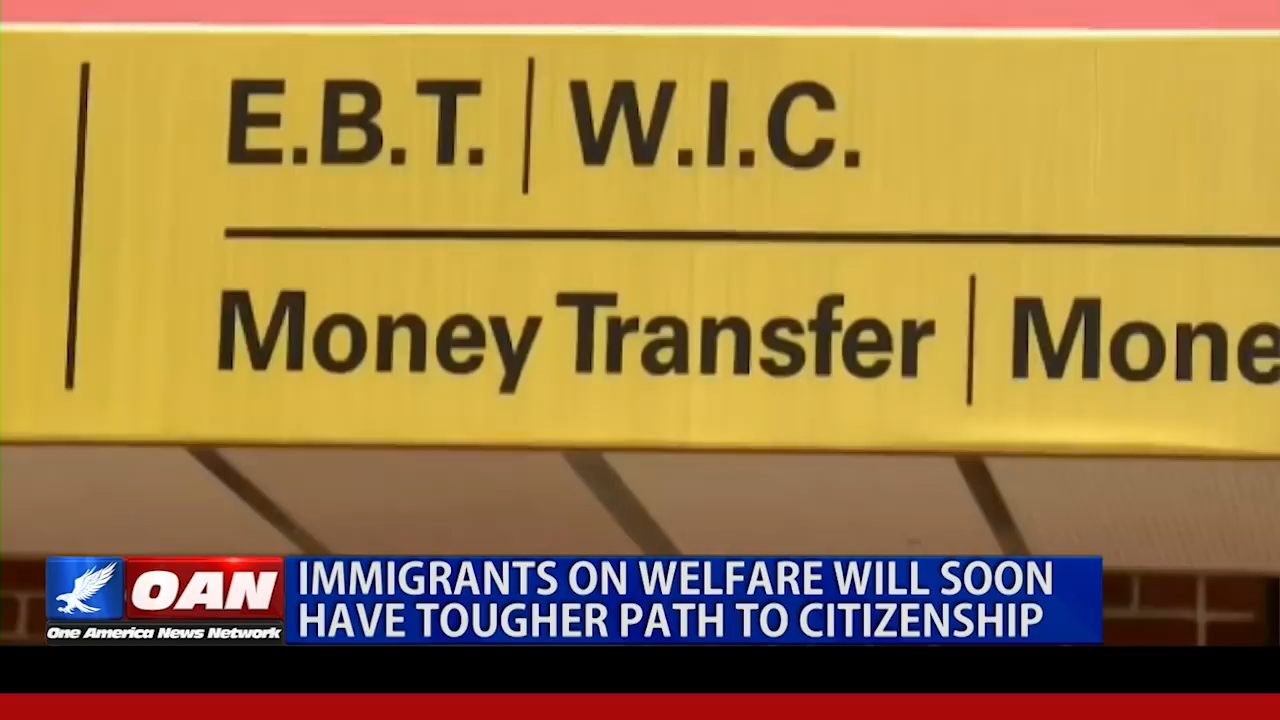 E.B.T. | W.I.C.
Money Transfer | Mone
OAN
One America News Network
IMMIGRANTS ON WELFARE WILL SOON
HAVE TOUGHER PATH TO CITIZENSHIP